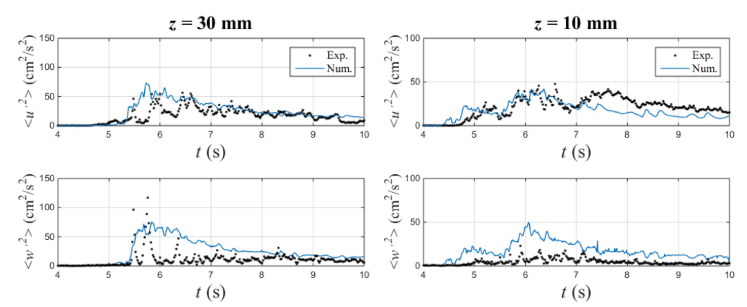 z = 30 mm
z = 10 mm
<u'²> (cm²/s²)
150
100
50
0
Exp.
Num.
4 5 6 7 8 9 10
t (s)
<u'²> (cm²/s²)
100
50
0
Exp.
Num.
4 5 6 7 8 9 10
t (s)
<w'²> (cm²/s²)
150
100
50
0
4 5 6 7 8 9 10
t (s)
<w'²> (cm²/s²)
100
50
0
4 5 6 7 8 9 10
t (s)